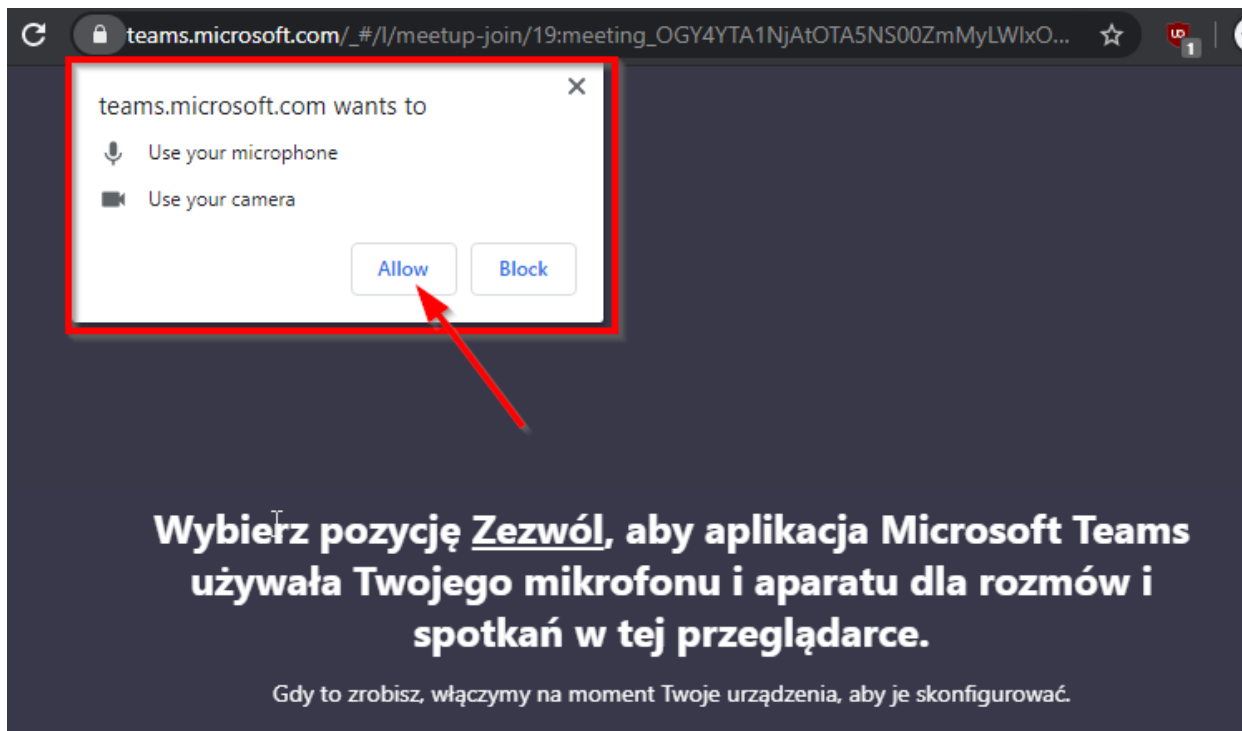 teams.microsoft.com/_#/l/meetup-join/19:meeting_OGY4YTA1NjAtOTA5NS00ZmMyLWIxO...
1
teams.microsoft.com wants to
Use your microphone
Use your camera
Allow Block
Wybierz pozycję Zezwól, aby aplikacja Microsoft Teams
używała Twojego mikrofonu i aparatu dla rozmów i
spotkań w tej przeglądarce.
Gdy to zrobisz, włączymy na moment Twoje urządzenia, aby je skonfigurować.